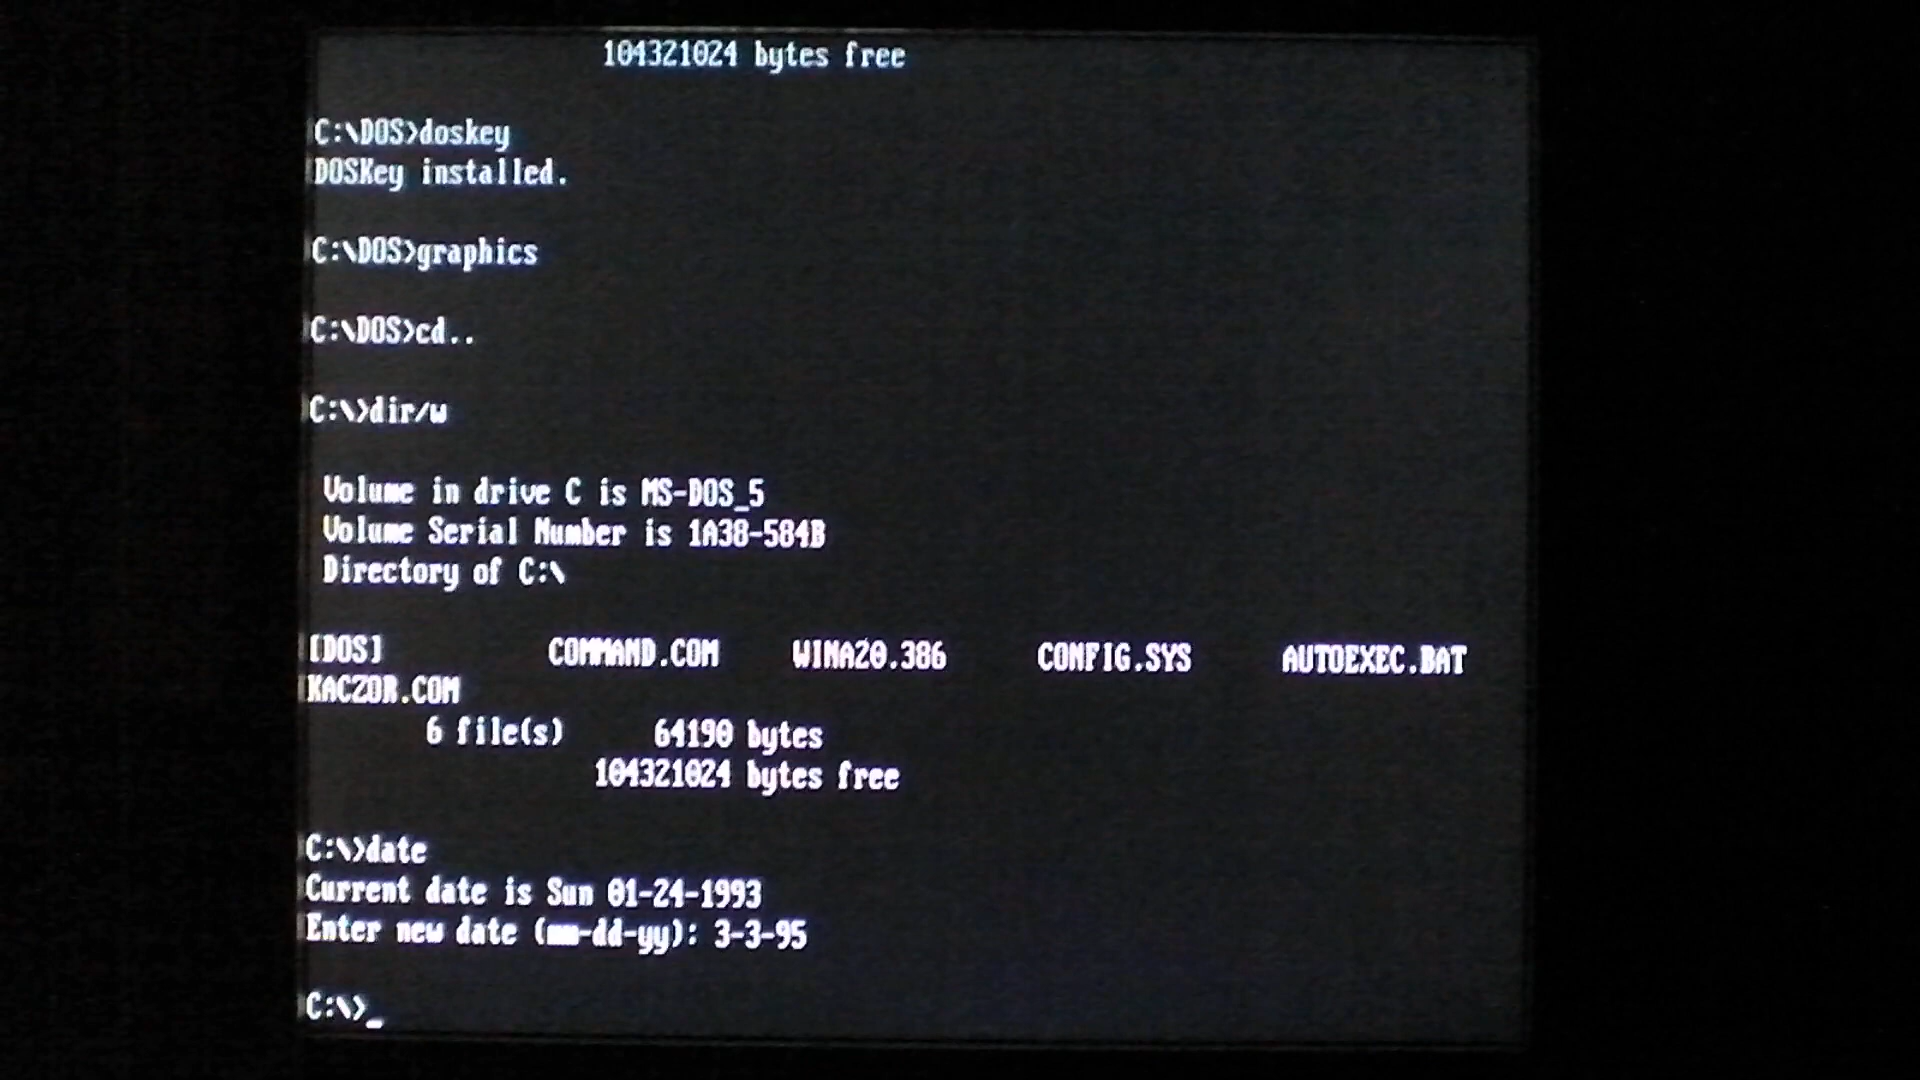 104321024 bytes free
C:\DOS>doskey
DOSKey installed.
C:\DOS>graphics
C:\DOS>cd..
C:\>dir/w
Volume in drive C is MS-DOS_5
Volume Serial Number is 1A38-584B
Directory of C:\
[DOS] COMMAND.COM WINA20.386 CONFIG.SYS AUTOEXEC.BAT
KACZOR.COM
6 file(s) 64190 bytes
104321024 bytes free
C:\>date
Current date is Sun 01-24-1993
Enter new date (mm-dd-yy): 3-3-95
C:\>_